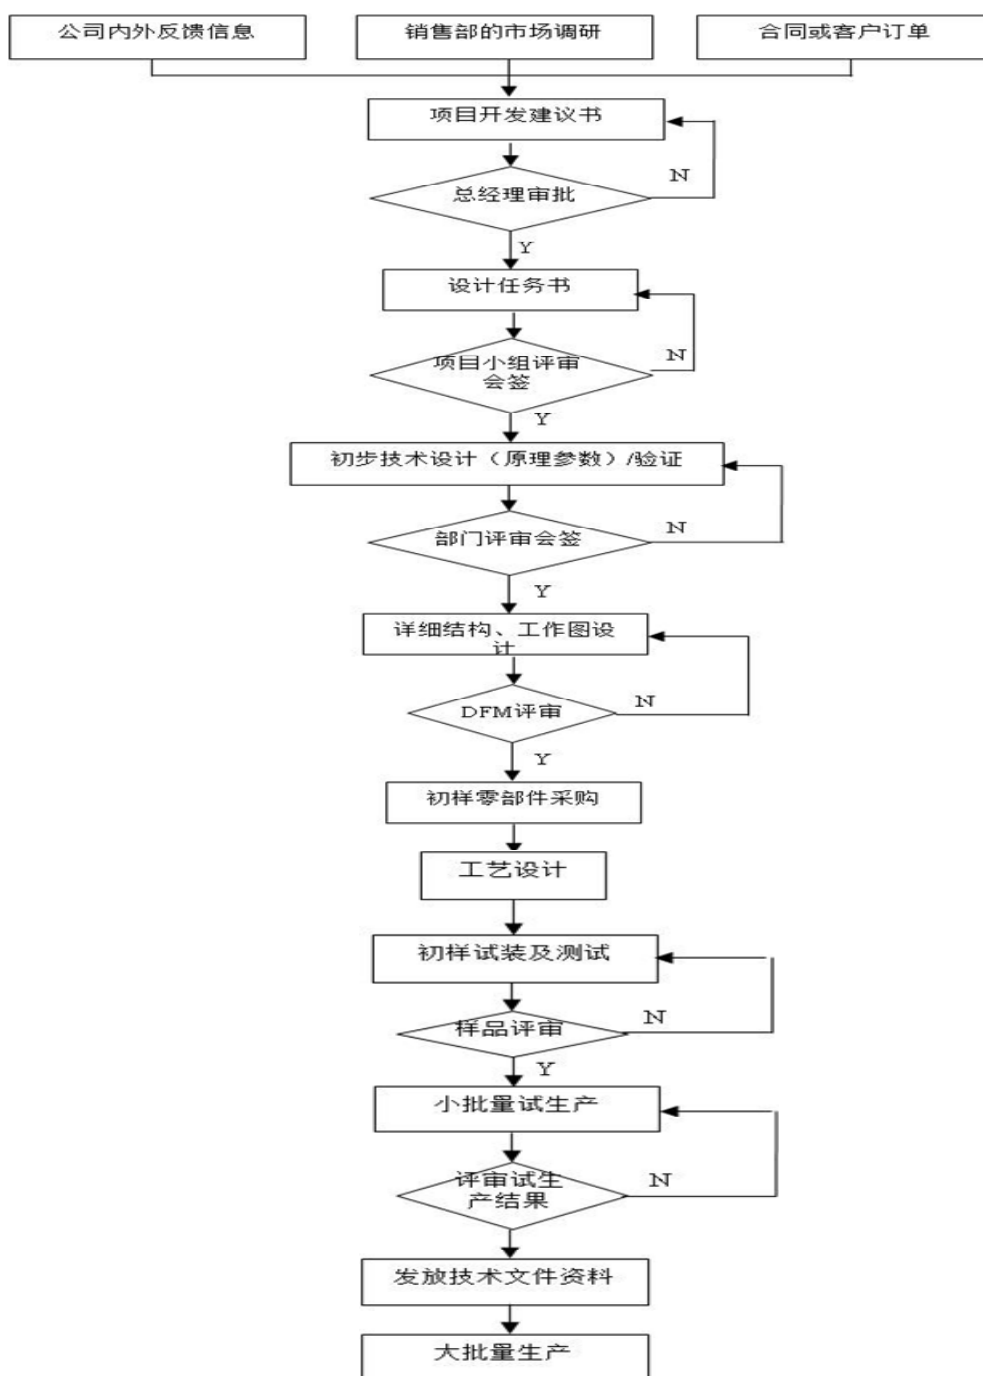 公司内外反馈信息
销售部的市场调研
合同或客户订单
项目开发建议书
N
总经理审批
Y
设计任务书
N
项目小组评审
会签
Y
初步技术设计（原理参数）/验证
N
部门评审会签
Y
详细结构、工作图设
计
N
DFM评审
Y
初样零部件采购
工艺设计
初样试装及测试
N
样品评审
Y
小批量试生产
N
评审试生
产结果
发放技术文件资料
大批量生产